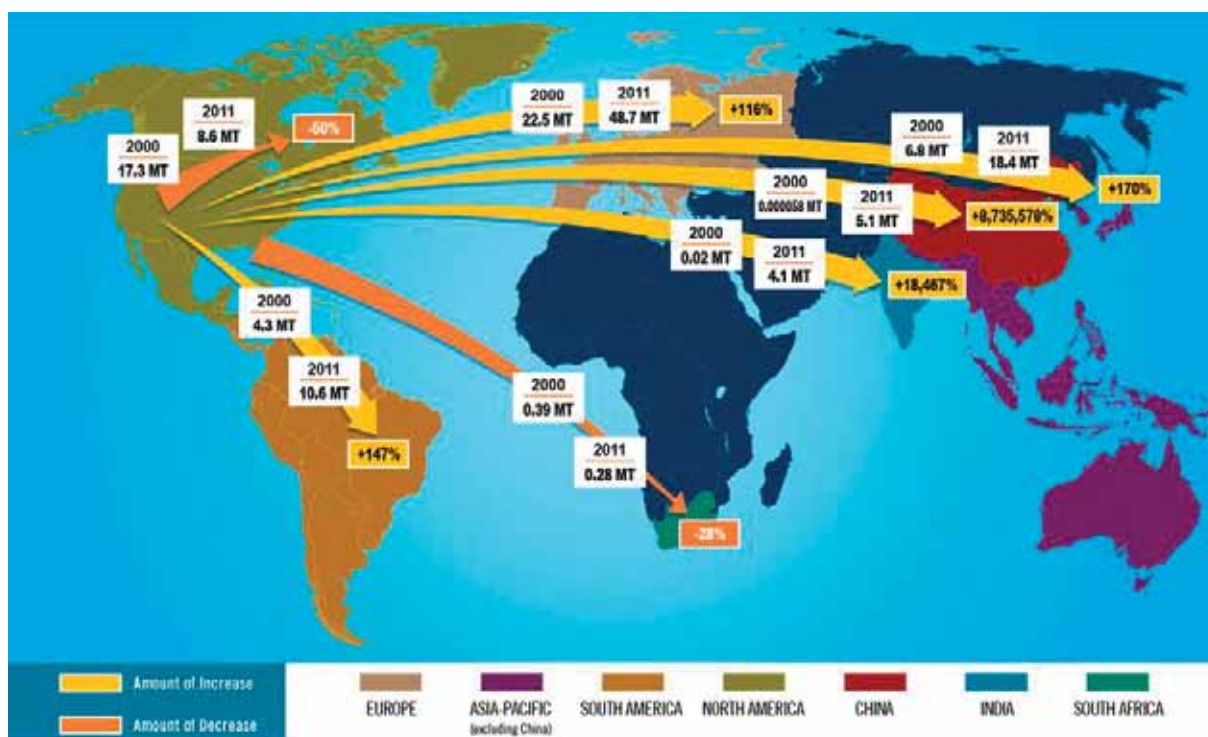 2000
17.3 MT
2011
8.6 MT
-50%
2000
22.5 MT
2011
48.7 MT
+116%
2000
6.8 MT
2011
18.4 MT
+170%
2000
0.000058 MT
2011
5.1 MT
+8,735,579%
2000
0.02 MT
2011
4.1 MT
+18,467%
2000
4.3 MT
2011
10.6 MT
+147%
2000
0.39 MT
2011
0.28 MT
-28%
Amount of Increase
Amount of Decrease
EUROPE
ASIA-PACIFIC
(excluding China)
SOUTH AMERICA
NORTH AMERICA
CHINA
INDIA
SOUTH AFRICA